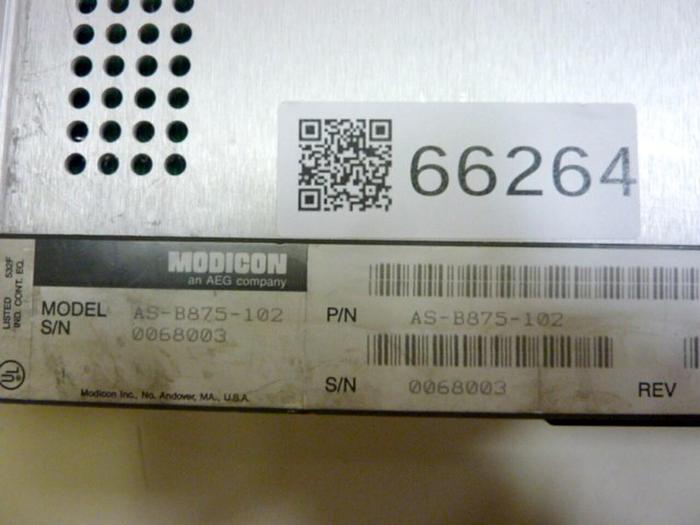 66264
LISTED 532F
IND. CONT. EQ.
UL
MODICON
an AEG company
MODEL AS-B875-102
S/N 0068003
Modicon Inc., No. Andover, MA., U.S.A.
P/N AS-B875-102
S/N 0068003
REV